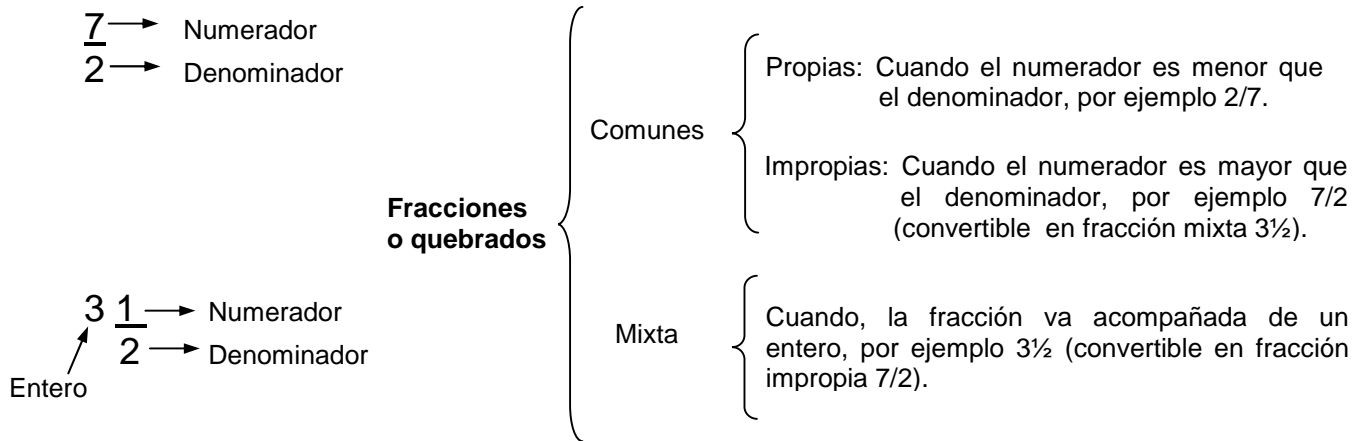 7 Numerador
2 Denominador
Fracciones
o quebrados
Comunes
Propias: Cuando el numerador es menor que
el denominador, por ejemplo 2/7.
Impropias: Cuando el numerador es mayor que
el denominador, por ejemplo 7/2
(convertible en fracción mixta 3½).
3 1 Numerador
2 Denominador
Entero
Mixta
Cuando, la fracción va acompañada de un
entero, por ejemplo 3½ (convertible en fracción
impropia 7/2).